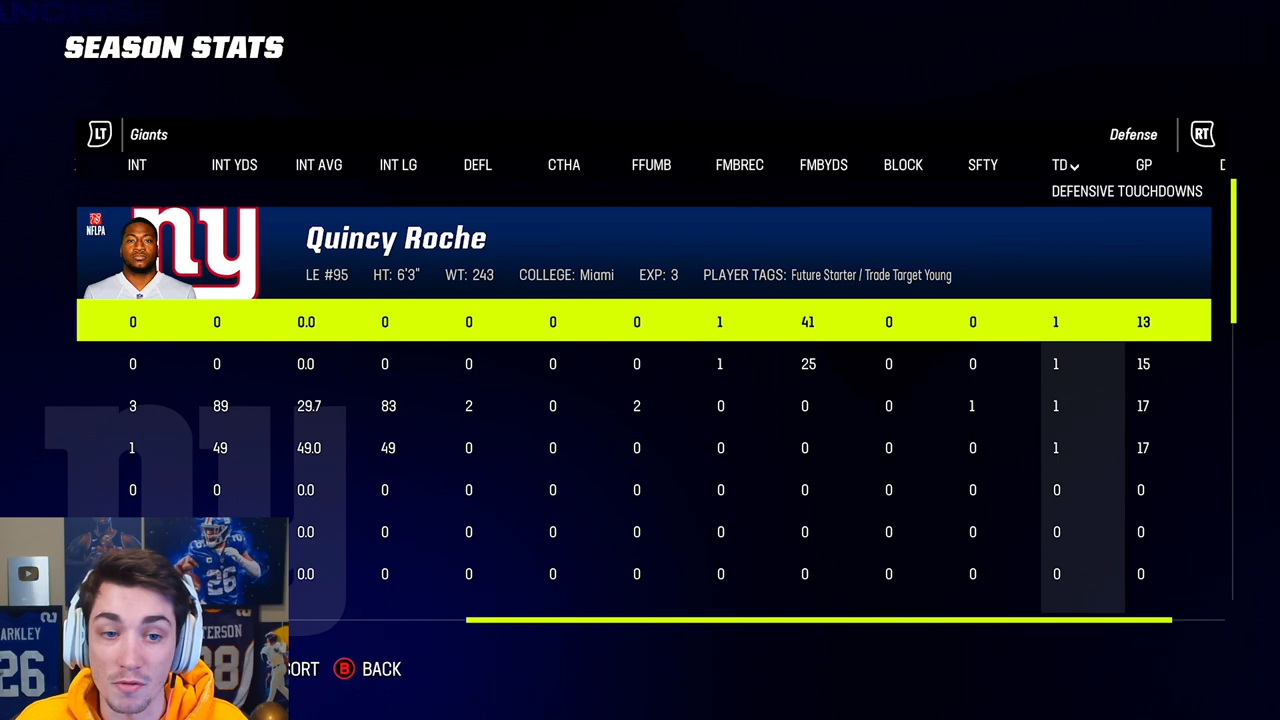 SEASON STATS
LT Giants Defense RT
INT INT YDS INT AVG INT LG DEFL CTHA FFUMB FMBREC FMBYDS BLOCK SFTY TD GP
DEFENSIVE TOUCHDOWNS
NFLPA
ny
Quincy Roche
LE #95 HT: 6'3" WT: 243 COLLEGE: Miami EXP: 3 PLAYER TAGS: Future Starter / Trade Target Young
0 0 0.0 0 0 0 0 1 41 0 0 1 13
0 0 0.0 0 0 0 0 1 25 0 0 1 15
3 89 29.7 83 2 0 2 0 0 0 1 1 17
1 49 49.0 49 0 0 0 0 0 0 0 1 17
0 0 0.0 0 0 0 0 0 0 0 0 0 0
0.0 0 0 0 0 0 0 0 0 0 0
0.0 0 0 0 0 0 0 0 0 0 0
ny
26
ARKLEY
26
TERSON
SORT B BACK